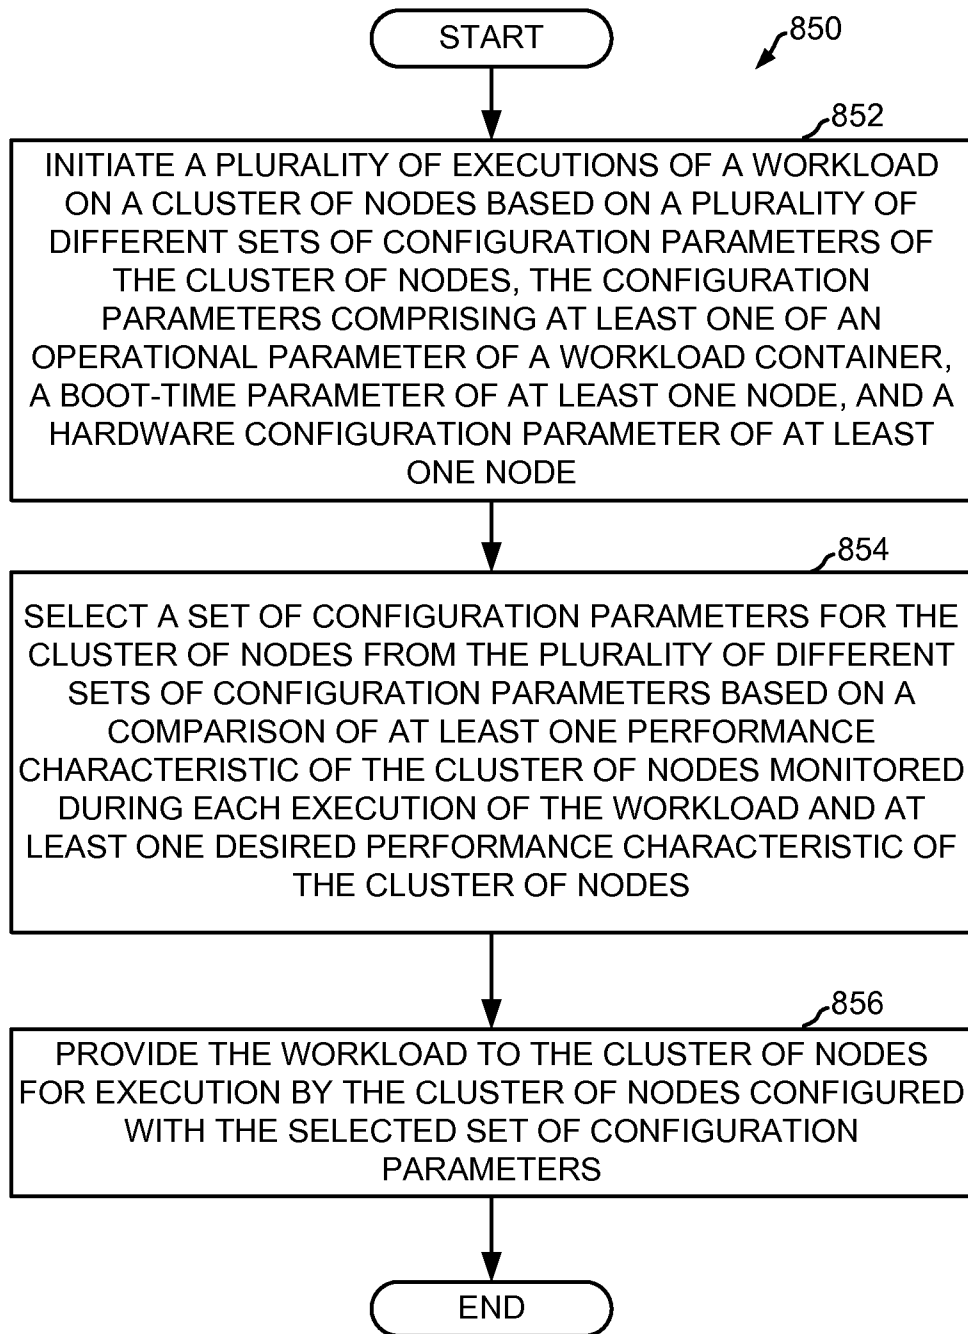 START
850
852
INITIATE A PLURALITY OF EXECUTIONS OF A WORKLOAD
ON A CLUSTER OF NODES BASED ON A PLURALITY OF
DIFFERENT SETS OF CONFIGURATION PARAMETERS OF
THE CLUSTER OF NODES, THE CONFIGURATION
PARAMETERS COMPRISING AT LEAST ONE OF AN
OPERATIONAL PARAMETER OF A WORKLOAD CONTAINER,
A BOOT-TIME PARAMETER OF AT LEAST ONE NODE, AND A
HARDWARE CONFIGURATION PARAMETER OF AT LEAST
ONE NODE
854
SELECT A SET OF CONFIGURATION PARAMETERS FOR THE
CLUSTER OF NODES FROM THE PLURALITY OF DIFFERENT
SETS OF CONFIGURATION PARAMETERS BASED ON A
COMPARISON OF AT LEAST ONE PERFORMANCE
CHARACTERISTIC OF THE CLUSTER OF NODES MONITORED
DURING EACH EXECUTION OF THE WORKLOAD AND AT
LEAST ONE DESIRED PERFORMANCE CHARACTERISTIC OF
THE CLUSTER OF NODES
856
PROVIDE THE WORKLOAD TO THE CLUSTER OF NODES
FOR EXECUTION BY THE CLUSTER OF NODES CONFIGURED
WITH THE SELECTED SET OF CONFIGURATION
PARAMETERS
END